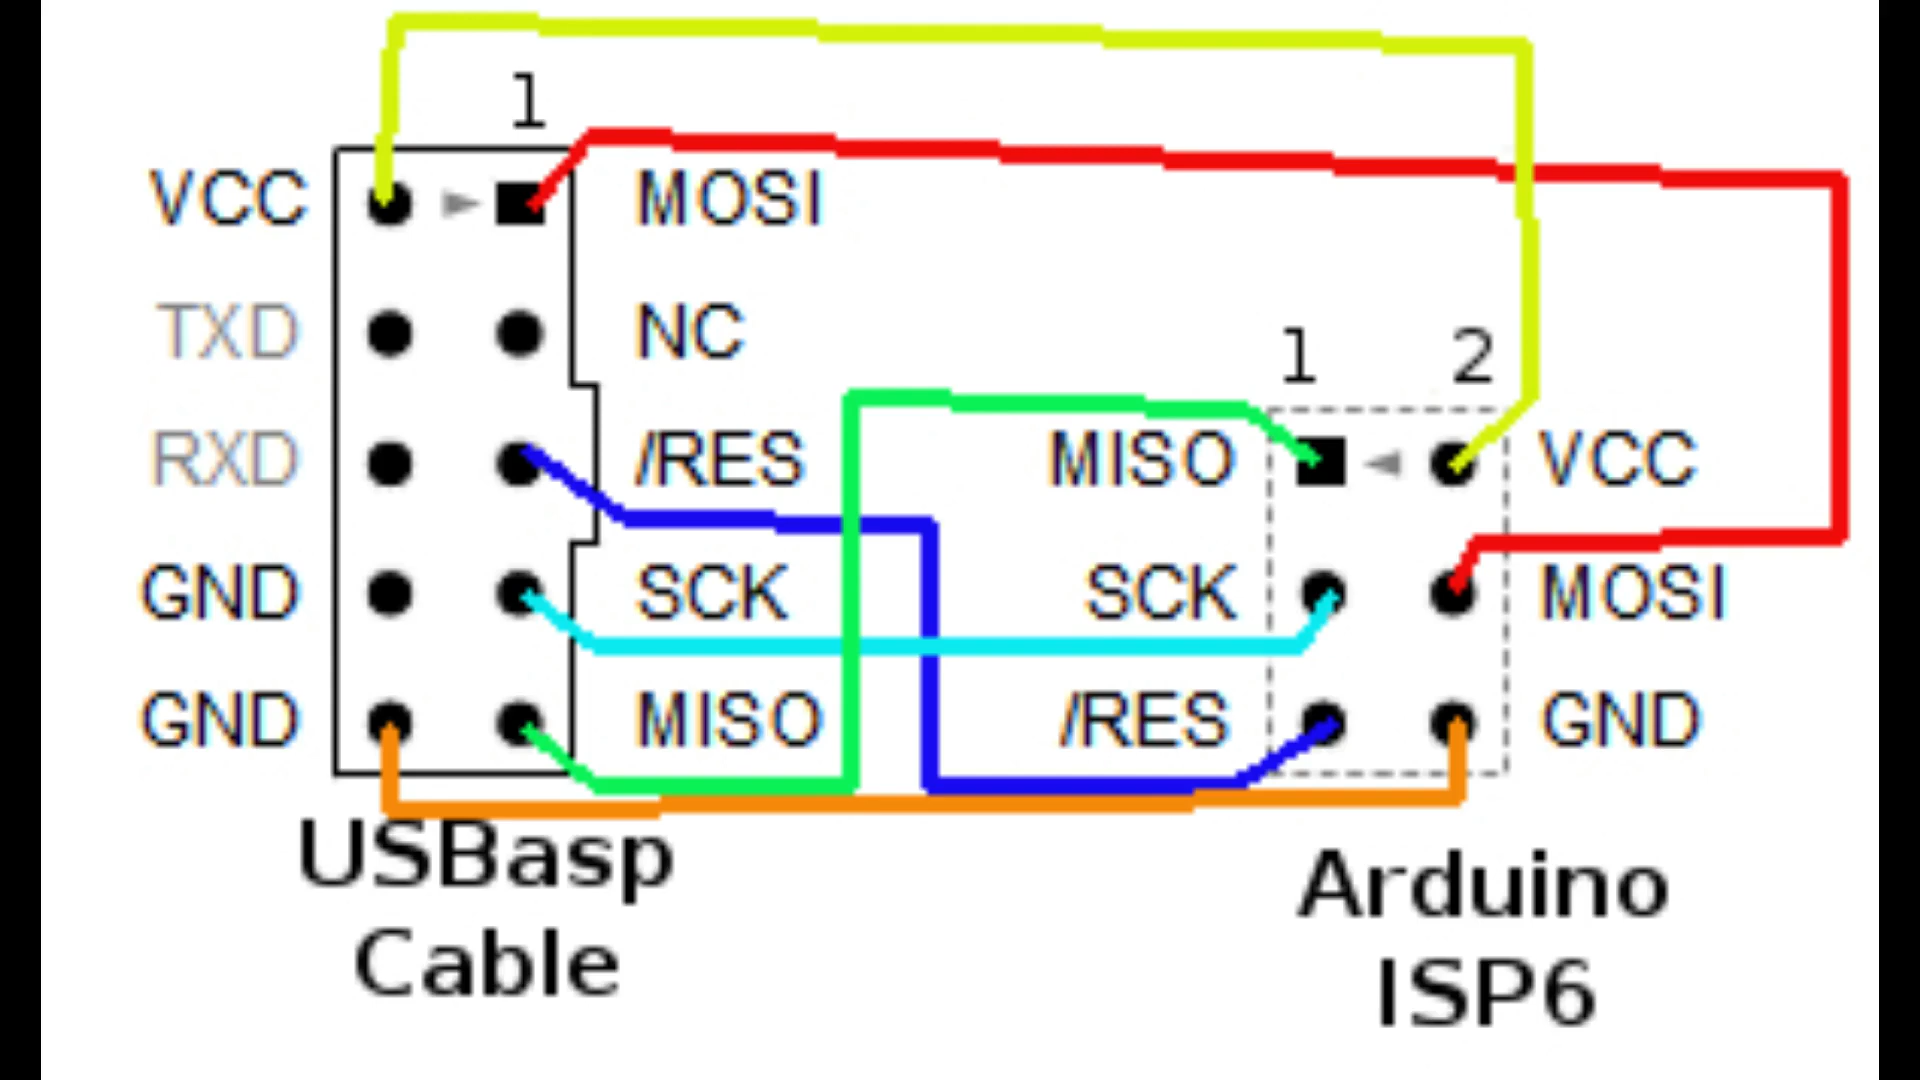 1
VCC MOSI
TXD NC
1 2
RXD /RES MISO VCC
GND SCK SCK MOSI
GND MISO /RES GND
USBasp
Cable
Arduino
ISP6